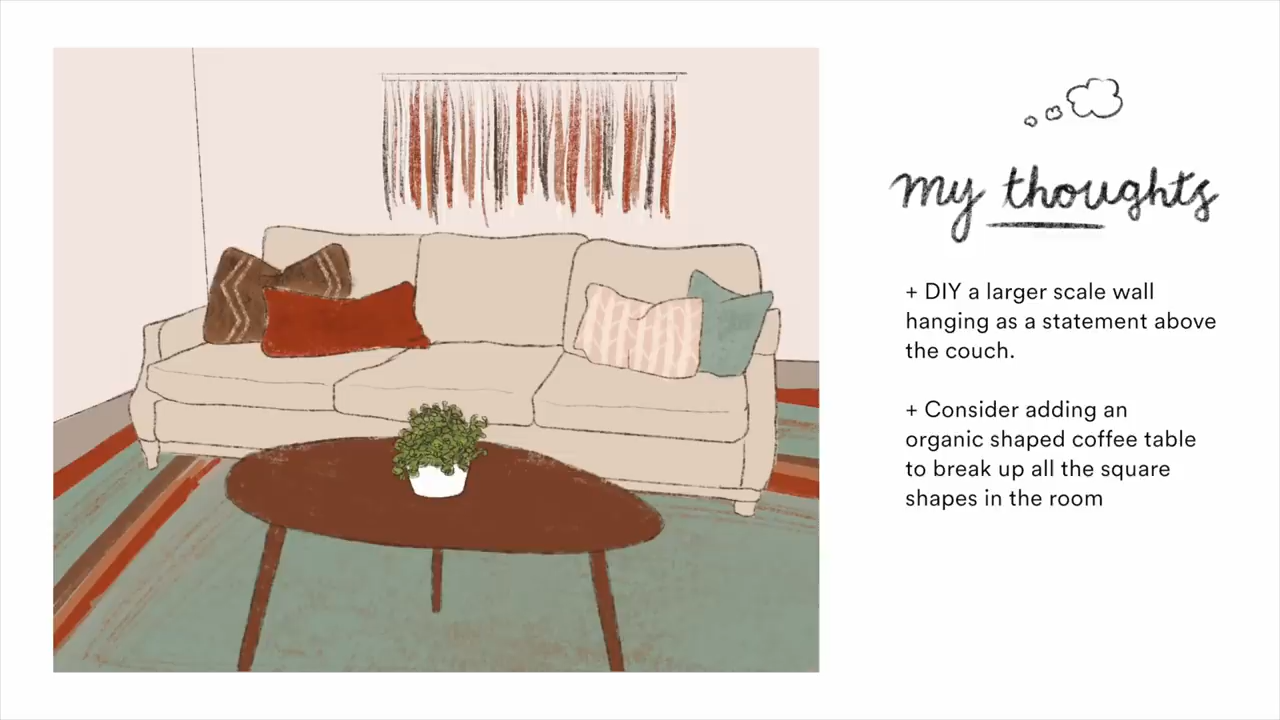 my thoughts
+ DIY a larger scale wall
hanging as a statement above
the couch.
+ Consider adding an
organic shaped coffee table
to break up all the square
shapes in the room